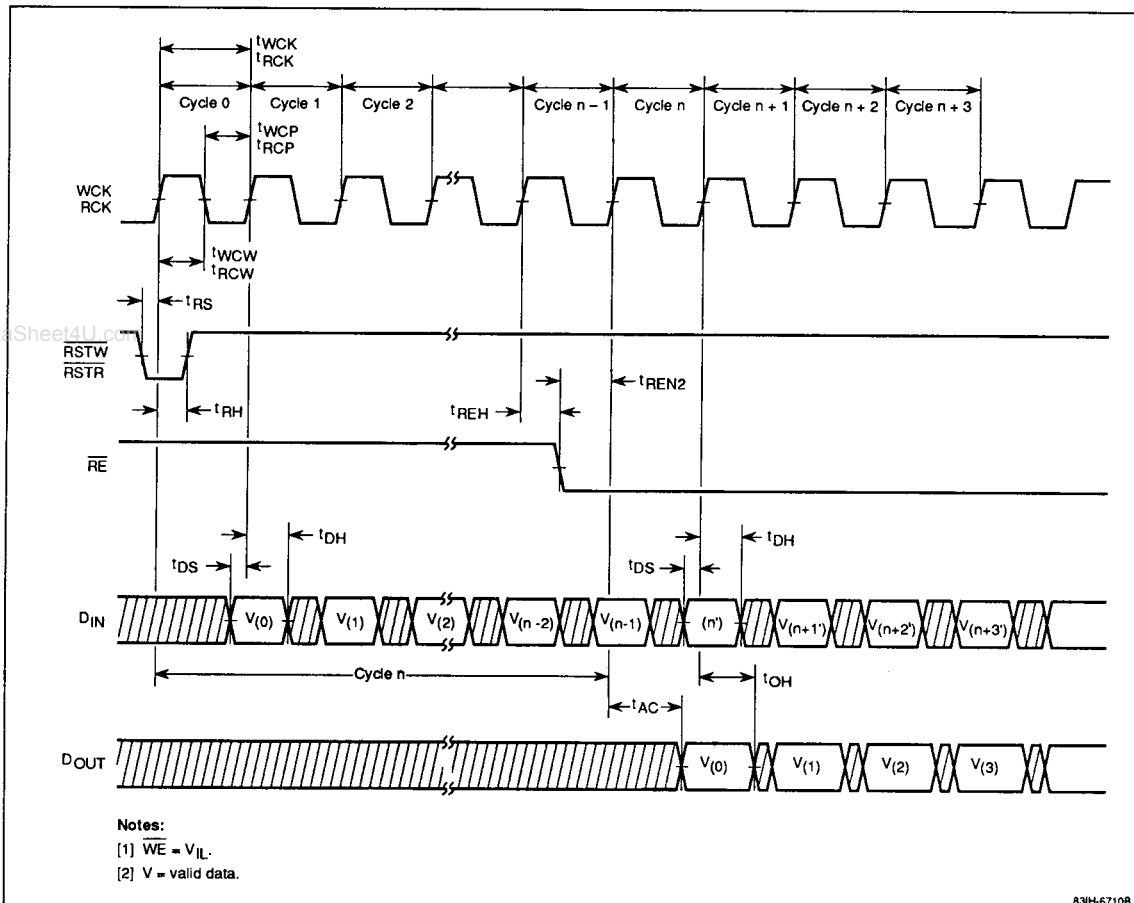 tWCK
tRCK
Cycle 0 Cycle 1 Cycle 2 Cycle n – 1 Cycle n Cycle n + 1 Cycle n + 2 Cycle n + 3
tWCP
tRCP
WCK
RCK
tWCW
tRCW
tRS
taSheet4U.com
RSTW
RSTR
tREN2
tRH
tREH
RE
tDH
tDH
tDS
tDS
DIN V(0) V(1) V(2) V(n -2) V(n-1) (n') V(n+1') V(n+2') V(n+3')
Cycle n
tOH
tAC
DOUT V(0) V(1) V(2) V(3)
Notes:
[1] WE = VIL.
[2] V = valid data.
83IH-6710B